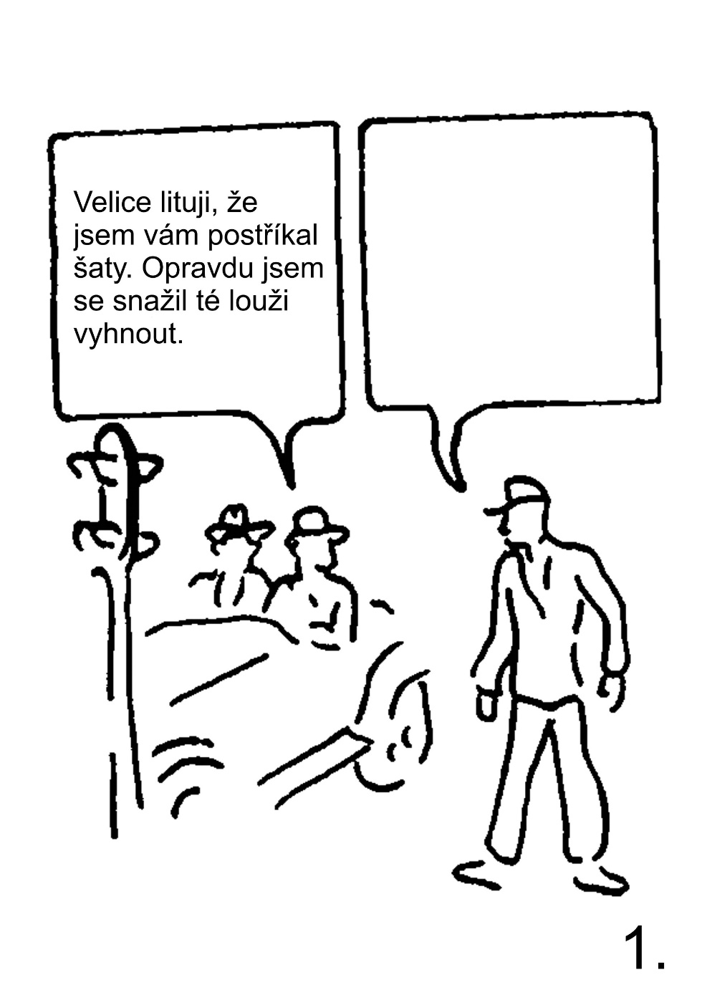 Velice lituji, že
jsem vám postříkal
šaty. Opravdu jsem
se snažil té louži
vyhnout.
1.